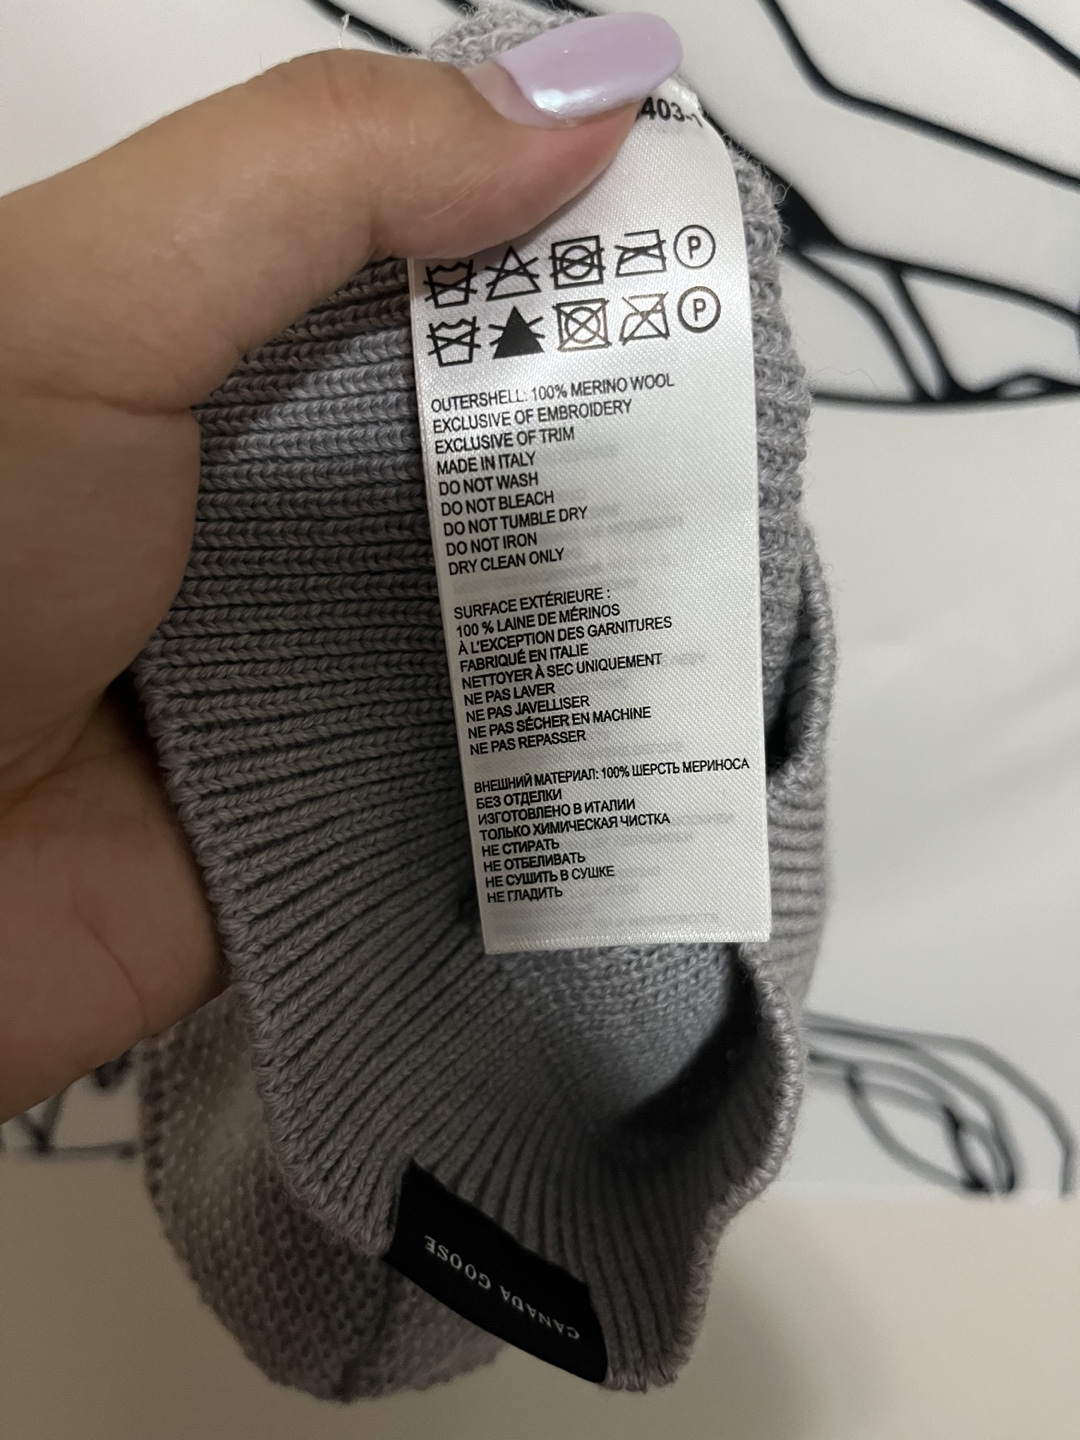 403-1
P
P
OUTERSHELL: 100% MERINO WOOL
EXCLUSIVE OF EMBROIDERY
EXCLUSIVE OF TRIM
MADE IN ITALY
DO NOT WASH
DO NOT BLEACH
DO NOT TUMBLE DRY
DO NOT IRON
DRY CLEAN ONLY
SURFACE EXTÉRIEURE :
100 % LAINE DE MÉRINOS
À L'EXCEPTION DES GARNITURES
FABRIQUÉ EN ITALIE
NETTOYER À SEC UNIQUEMENT
NE PAS LAVER
NE PAS JAVELLISER
NE PAS SÉCHER EN MACHINE
NE PAS REPASSER
ВНЕШНИЙ МАТЕРИАЛ: 100% ШЕРСТЬ МЕРИНОСА
БЕЗ ОТДЕЛКИ
ИЗГОТОВЛЕНО В ИТАЛИИ
ТОЛЬКО ХИМИЧЕСКАЯ ЧИСТКА
НЕ СТИРАТЬ
НЕ ОТБЕЛИВАТЬ
НЕ СУШИТЬ В СУШКЕ
НЕ ГЛАДИТЬ
CANADA GOOSE